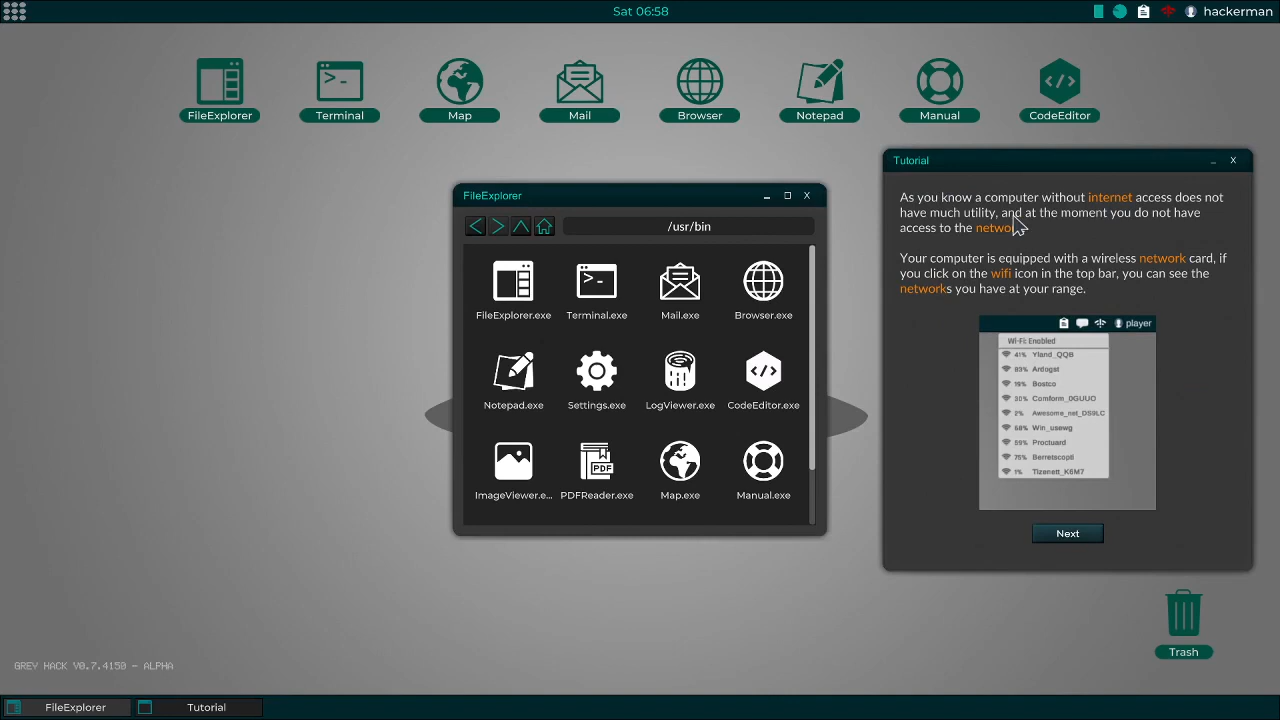 Sat 06:58
hackerman
FileExplorer
Terminal
Map
Mail
Browser
Notepad
Manual
CodeEditor
FileExplorer
/usr/bin
FileExplorer.exe
Terminal.exe
Mail.exe
Browser.exe
Notepad.exe
Settings.exe
LogViewer.exe
CodeEditor.exe
ImageViewer.e...
PDFReader.exe
Map.exe
Manual.exe
Tutorial
As you know a computer without internet access does not
have much utility, and at the moment you do not have
access to the network.
Your computer is equipped with a wireless network card, if
you click on the wifi icon in the top bar, you can see the
networks you have at your range.
player
Wi-Fi: Enabled
41% Yland_QQB
83% Ardogst
19% Bostco
30% Comform_0GUUO
2% Awesome_net_DS9LC
68% Win_usewg
59% Proctuard
75% Berretscopti
1% Tizenett_K6M7
Next
Trash
GREY HACK V0.7.4150 - ALPHA
FileExplorer
Tutorial